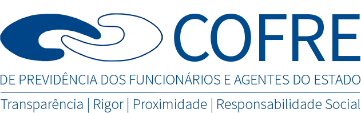 COFRE
DE PREVIDÊNCIA DOS FUNCIONÁRIOS E AGENTES DO ESTADO
Transparência | Rigor | Proximidade | Responsabilidade Social